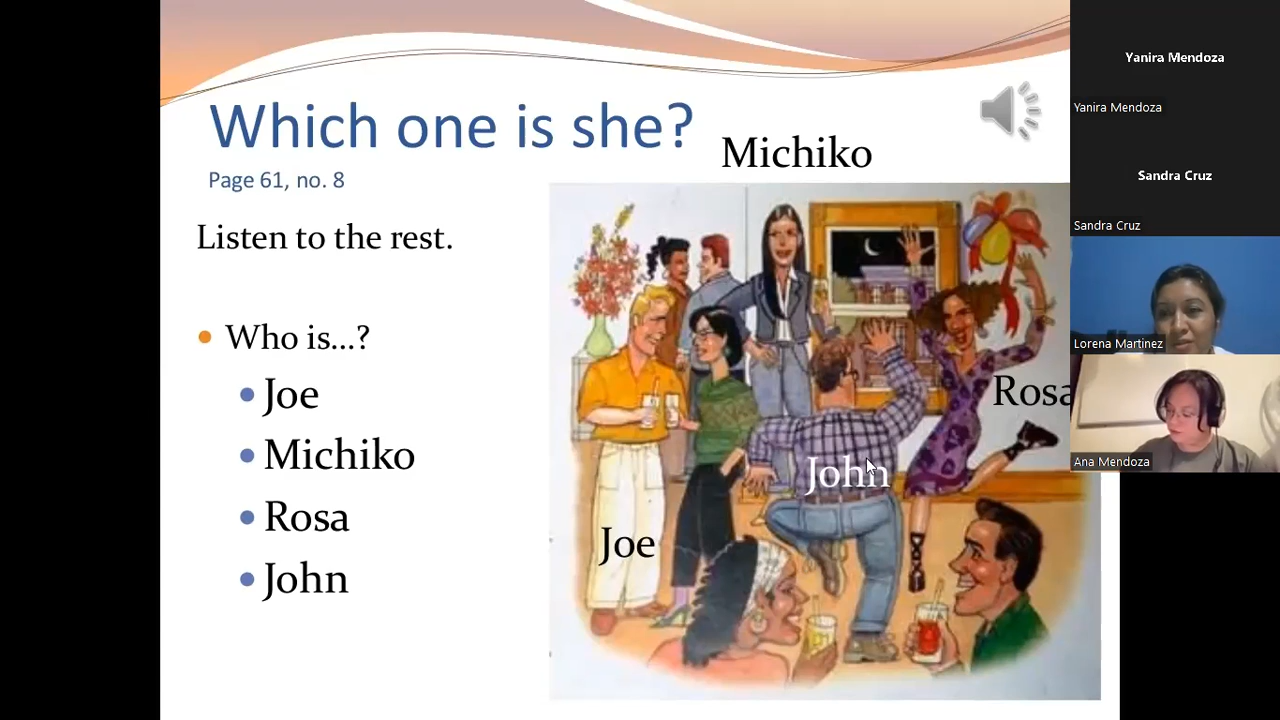 Which one is she?
Page 61, no. 8
Listen to the rest.
Who is...?
Joe
Michiko
Rosa
John
Michiko
Rosa
John
Joe
Yanira Mendoza
Yanira Mendoza
Sandra Cruz
Sandra Cruz
Lorena Martinez
Ana Mendoza